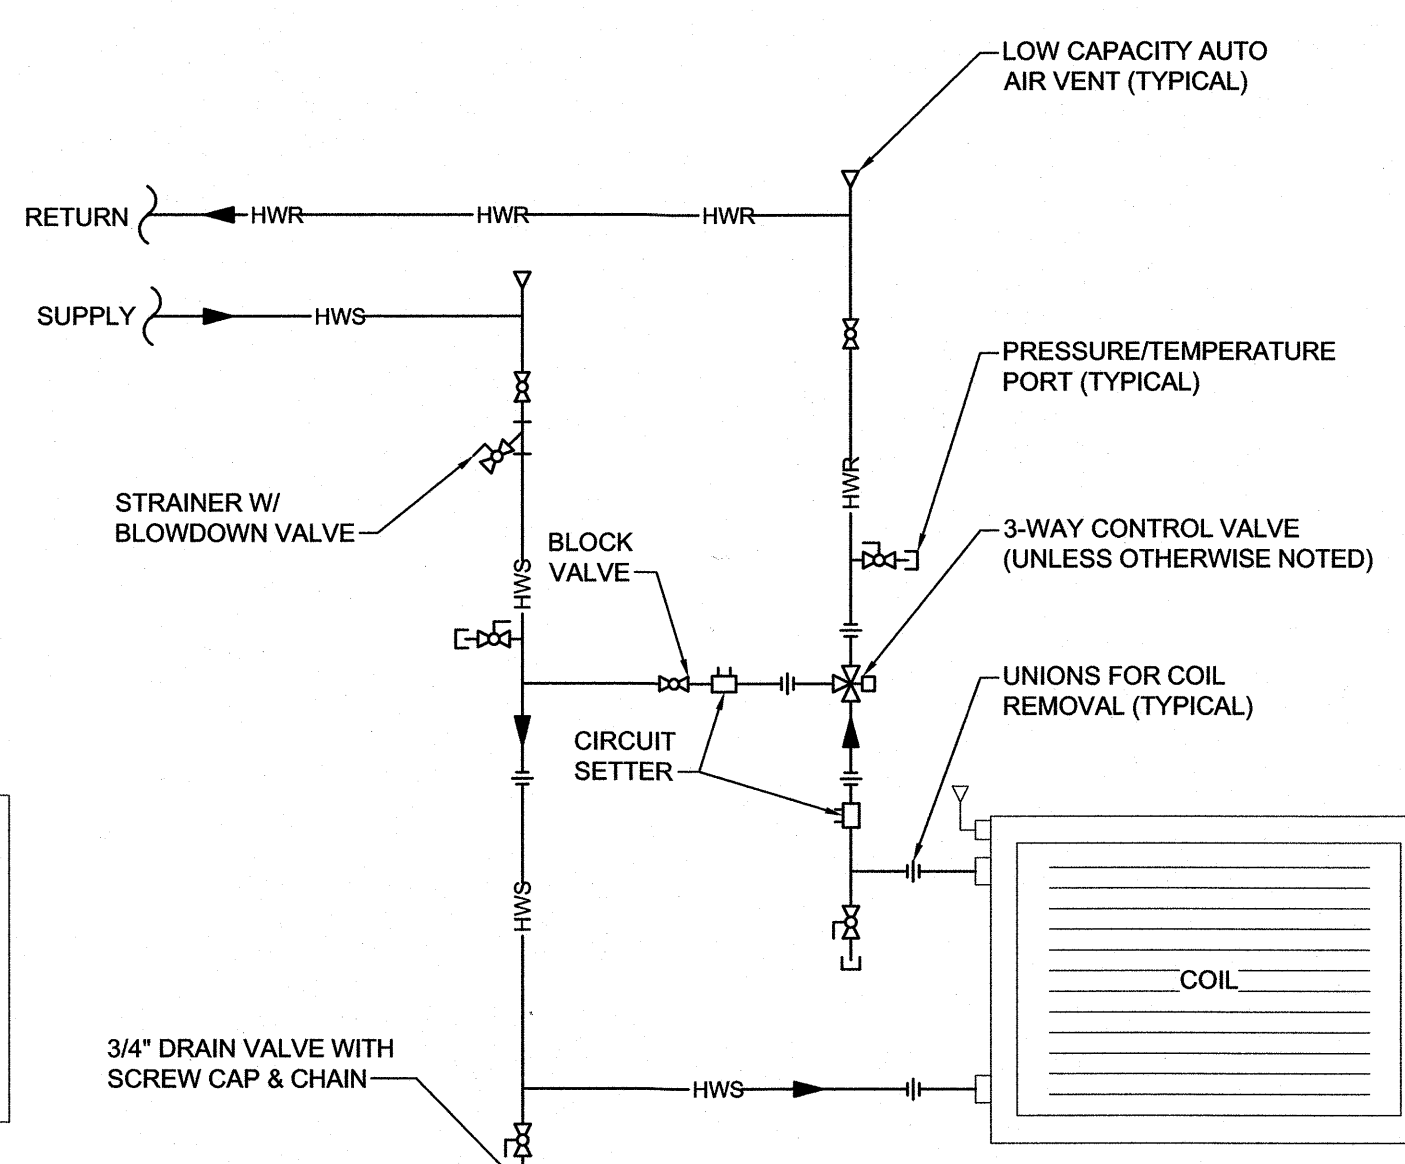 LOW CAPACITY AUTO
AIR VENT (TYPICAL)
RETURN
HWR
HWR
HWR
SUPPLY
HWS
PRESSURE/TEMPERATURE
PORT (TYPICAL)
HWR
STRAINER W/
BLOWDOWN VALVE
BLOCK
VALVE
3-WAY CONTROL VALVE
(UNLESS OTHERWISE NOTED)
HWS
UNIONS FOR COIL
REMOVAL (TYPICAL)
CIRCUIT
SETTER
HWS
COIL
3/4" DRAIN VALVE WITH
SCREW CAP & CHAIN
HWS